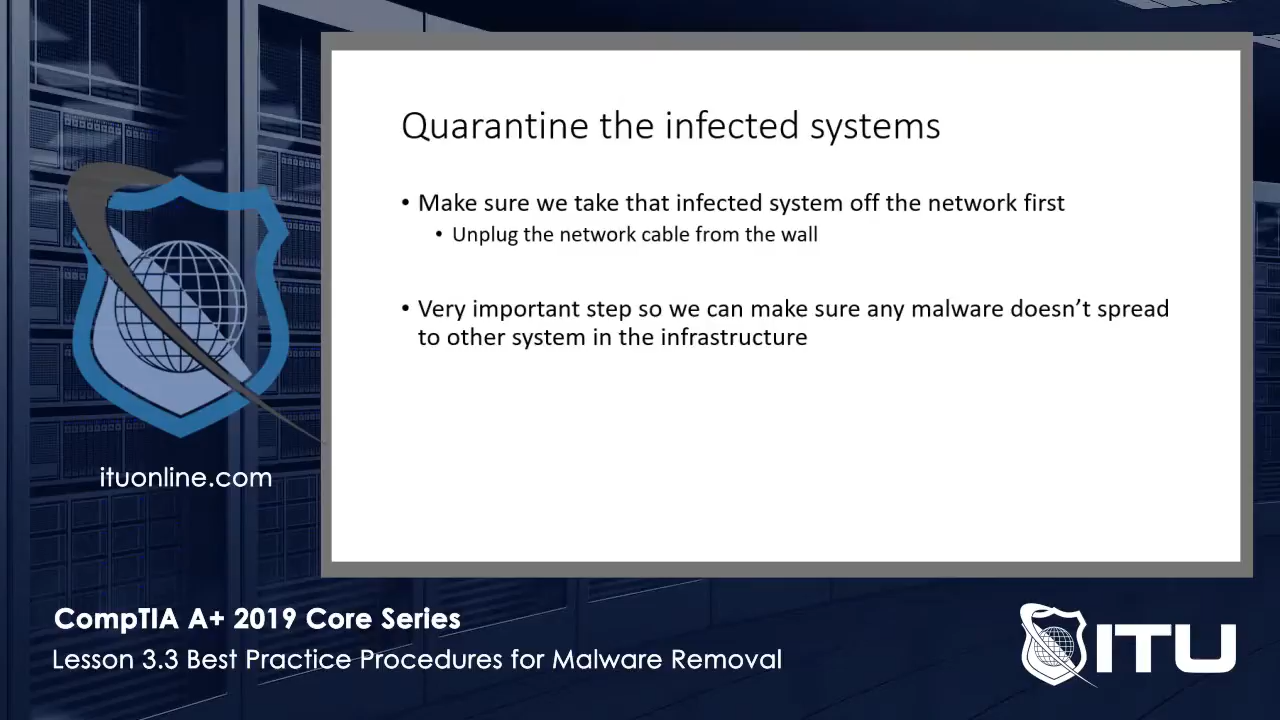 Quarantine the infected systems
• Make sure we take that infected system off the network first
• Unplug the network cable from the wall
• Very important step so we can make sure any malware doesn’t spread
to other system in the infrastructure
ituonline.com
CompTIA A+ 2019 Core Series
Lesson 3.3 Best Practice Procedures for Malware Removal
ITU